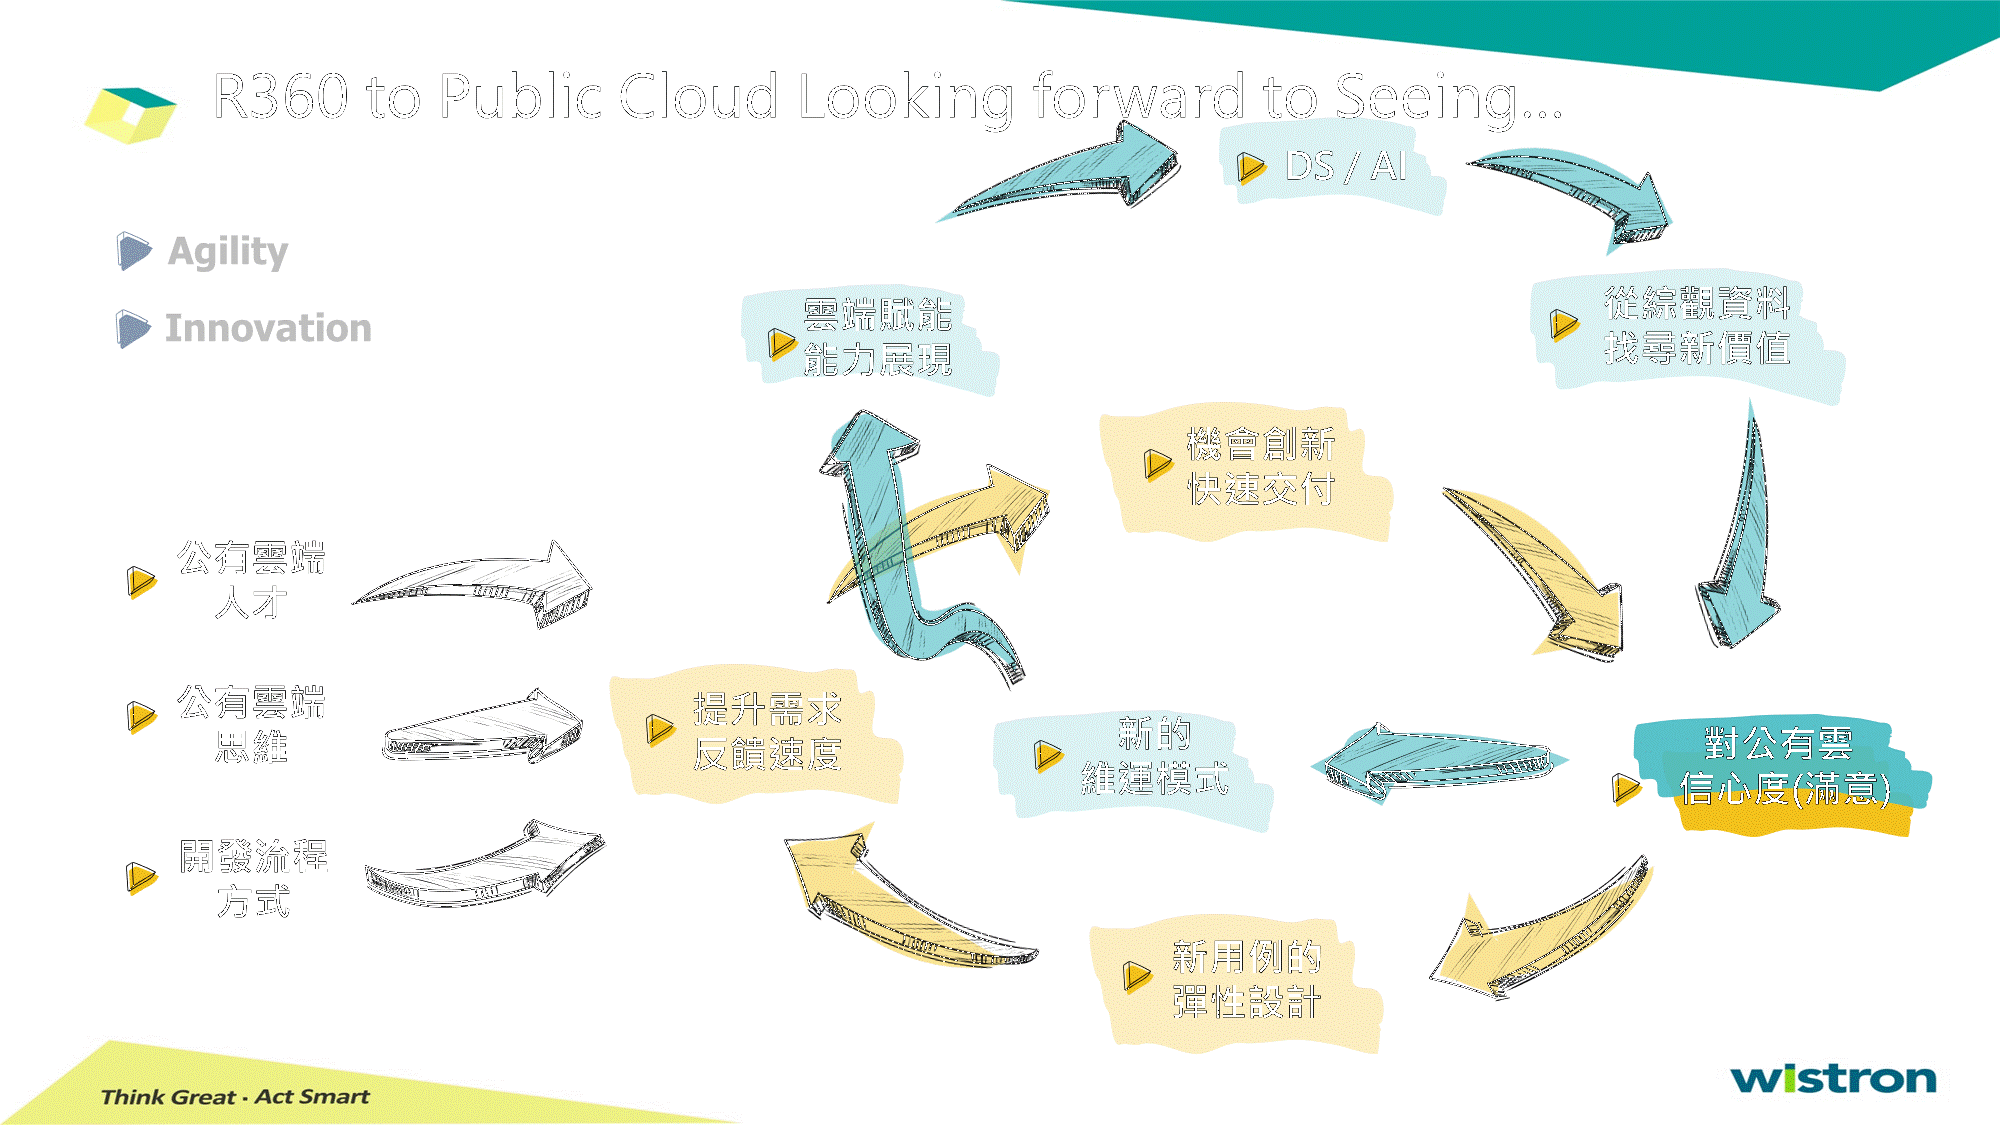 R360 to Public Cloud Looking forward to Seeing...
DS / AI
Agility
Innovation
雲端賦能
能力展現
從綜觀資料
找尋新價值
機會創新
快速交付
公有雲端
人才
公有雲端
思維
提升需求
反饋速度
新的
維運模式
對公有雲
信心度(滿意)
開發流程
方式
新用例的
彈性設計
Think Great · Act Smart
wistron